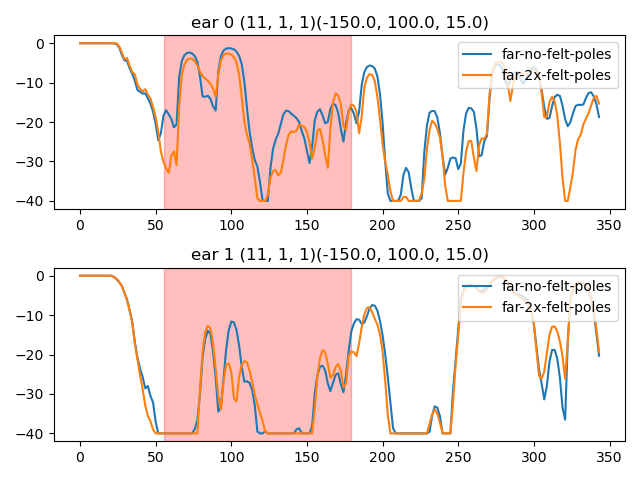 ear 0 (11, 1, 1)(-150.0, 100.0, 15.0)
0
−10
−20
−30
−40
far-no-felt-poles
far-2x-felt-poles
0 50 100 150 200 250 300 350
ear 1 (11, 1, 1)(-150.0, 100.0, 15.0)
0
−10
−20
−30
−40
far-no-felt-poles
far-2x-felt-poles
0 50 100 150 200 250 300 350